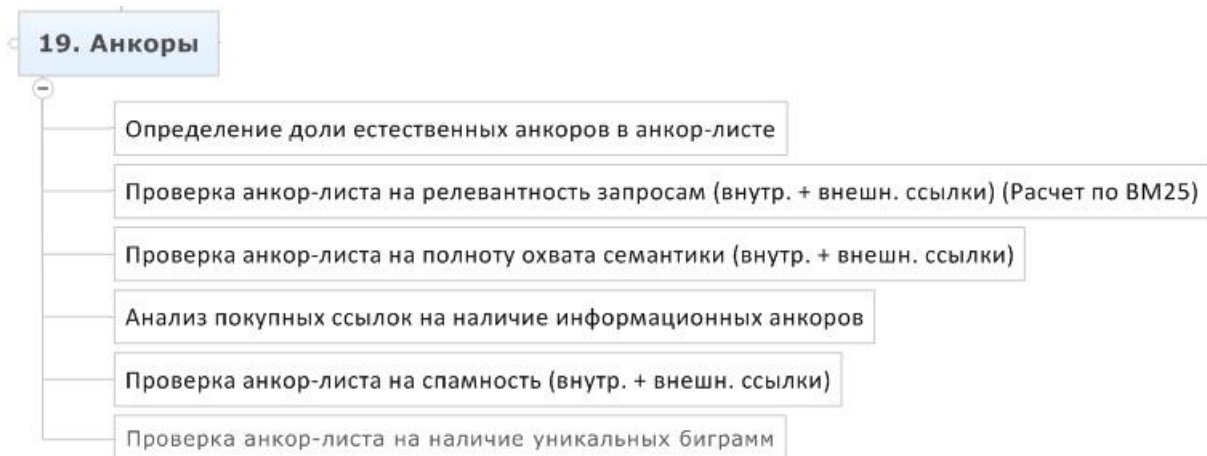 19. Анкоры
Определение доли естественных анкоров в анкор-листе
Проверка анкор-листа на релевантность запросам (внутр. + внешн. ссылки) (Расчет по BM25)
Проверка анкор-листа на полноту охвата семантики (внутр. + внешн. ссылки)
Анализ покупных ссылок на наличие информационных анкоров
Проверка анкор-листа на спамность (внутр. + внешн. ссылки)
Проверка анкор-листа на наличие уникальных биграмм